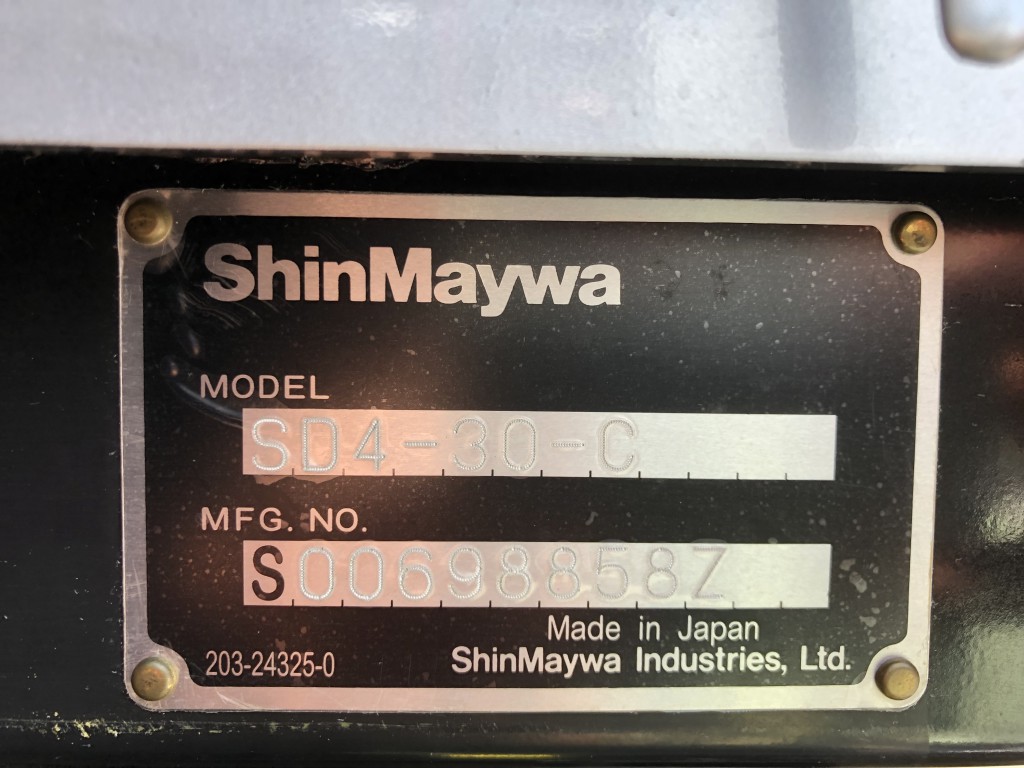 ShinMaywa
MODEL
SD4-30-C
MFG. NO.
S00698858Z
Made in Japan
203-24325-0 ShinMaywa Industries, Ltd.